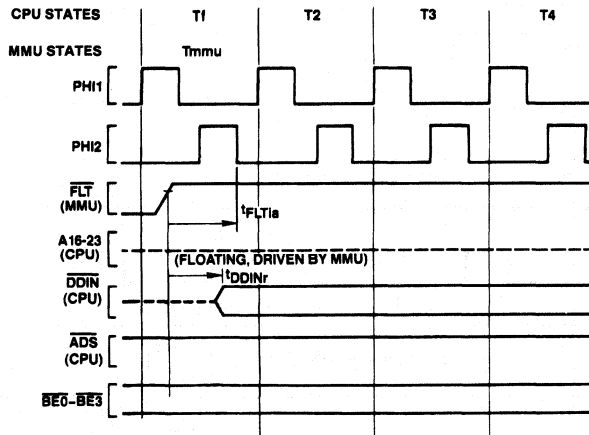 CPU STATES Tf T2 T3 T4
MMU STATES Tmmu
PHI1
PHI2
FLT
(MMU)
tFLTia
A16-23
(CPU)
(FLOATING, DRIVEN BY MMU)
tDDINr
DDIN
(CPU)
ADS
(CPU)
BE0-BE3